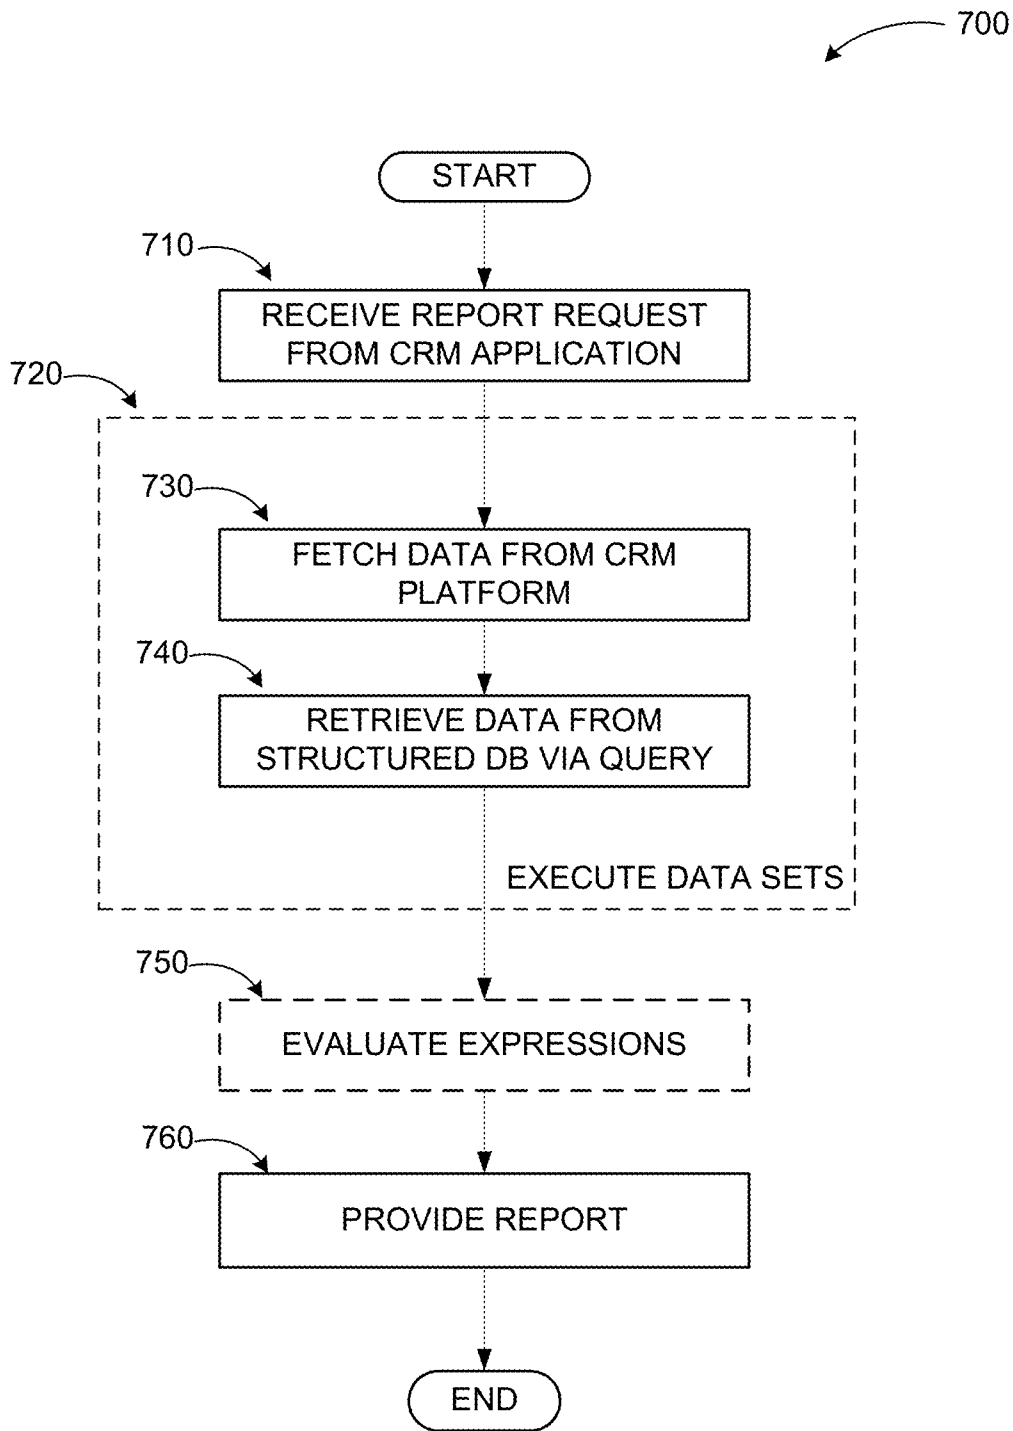 700
START
710
RECEIVE REPORT REQUEST
FROM CRM APPLICATION
720
730
FETCH DATA FROM CRM
PLATFORM
740
RETRIEVE DATA FROM
STRUCTURED DB VIA QUERY
EXECUTE DATA SETS
750
EVALUATE EXPRESSIONS
760
PROVIDE REPORT
END